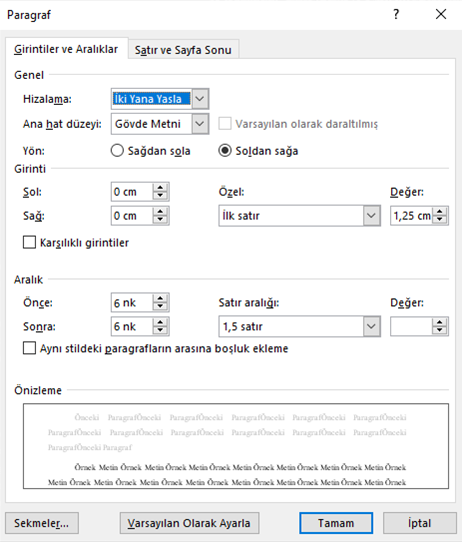 Paragraf ? ×
Girintiler ve Aralıklar Satır ve Sayfa Sonu
Genel
Hizalama: İki Yana Yasla
Ana hat düzeyi: Gövde Metni Varsayılan olarak daraltılmış
Yön: Sağdan sola Soldan sağa
Girinti
Sol: 0 cm Özel: Değer:
Sağ: 0 cm İlk satır 1,25 cm
Karşılıklı girintiler
Aralık
Önce: 6 nk Satır aralığı: Değer:
Sonra: 6 nk 1,5 satır
Aynı stildeki paragrafların arasına boşluk ekleme
Önizleme
Önceki ParagrafÖnceki ParagrafÖnceki ParagrafÖnceki ParagrafÖnceki
ParagrafÖnceki ParagrafÖnceki ParagrafÖnceki ParagrafÖnceki ParagrafÖnceki
ParagrafÖnceki Paragraf
Örnek Metin Örnek Metin Örnek Metin Örnek Metin Örnek Metin Örnek Metin Örnek
Metin Örnek Metin Örnek Metin Örnek Metin Örnek Metin Örnek Metin Örnek Metin Örnek
Sekmeler... Varsayılan Olarak Ayarla Tamam İptal